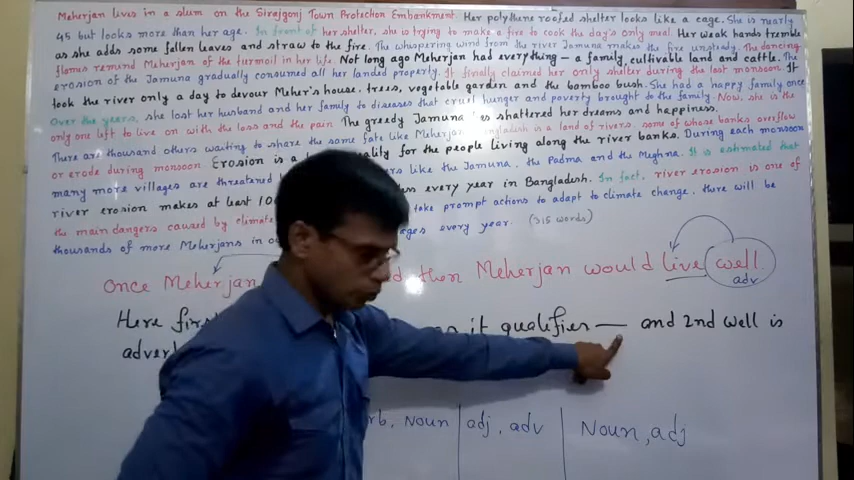 Meherjan lives in a slum on the Sirajgonj Town Protection Embankment. Her polythene roofed shelter looks like a cage. She is nearly
45 but looks more than her age. In front of her shelter, she is trying to make a fire to cook the day's only meal. Her weak hands tremble
as she adds some fallen leaves and straw to the fire. The whispering wind from the river Jamuna makes the fire unsteady. The dancing
flames remind Meherjan of the turmoil in her life. Not long ago Meherjan had everything - a family, cultivable land and cattle. The
erosion of the Jamuna gradually consumed all her landed property. It finally claimed her only shelter during the last monsoon. It
took the river only a day to devour Meher's house, trees, vegetable garden and the bamboo bush. She had a happy family once
Over the years, she lost her husband and her family to diseases that cruel hunger and poverty brought to the family. Now, she is the
only one left to live on with the loss and the pain The greedy Jamuna has shattered her dreams and happiness.
There are thousand others waiting to share the same fate like Meherjan. Bangladesh is a land of rivers some of whose banks overflow
or erode during monsoon Erosion is a reality for the people living along the river banks. During each monsoon
many more villages are threatened like the Jamuna, the Padma and the Meghna. It is estimated that
river erosion makes at least every year in Bangladesh. In fact, river erosion is one of
the main dangers caused by climate take prompt actions to adapt to climate change, there will be
thousands of more Meherjans in every year. (315 words)
Once Meherjan then Meherjan would live well.
adv
Here first it qualifies — and 2nd well is
Noun adj, adv Noun, adj